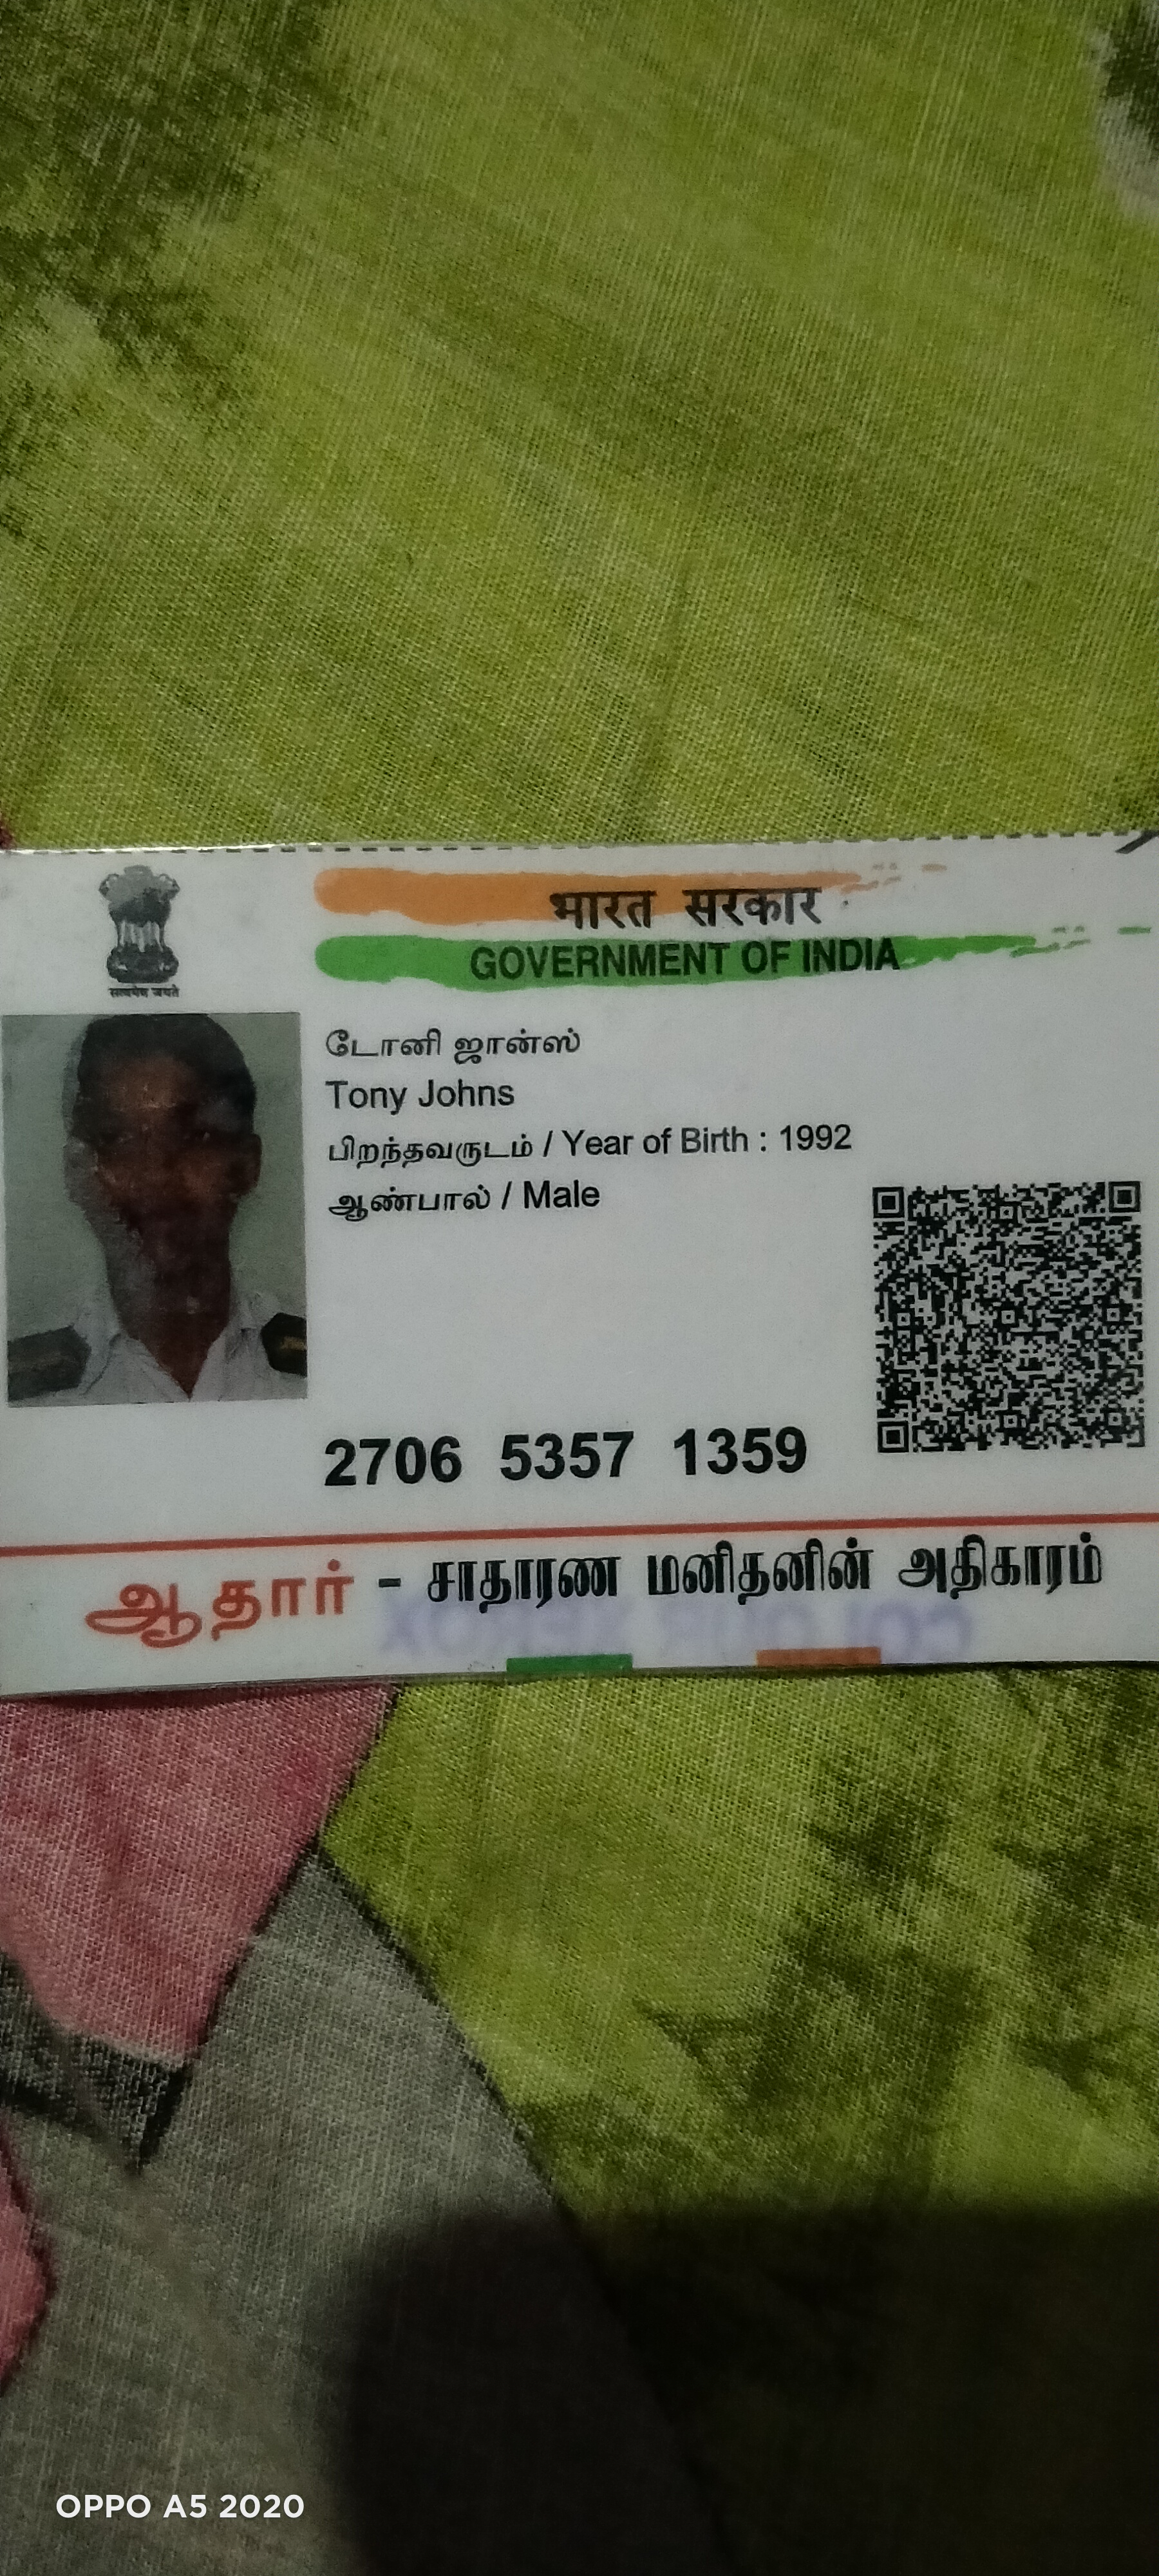 भारत सरकार
GOVERNMENT OF INDIA
सत्यमेव जयते
டோனி ஜான்ஸ்
Tony Johns
பிறந்தவருடம் / Year of Birth : 1992
ஆண்பால் / Male
2706 5357 1359
ஆதார் - சாதாரண மனிதனின் அதிகாரம்
OPPO A5 2020